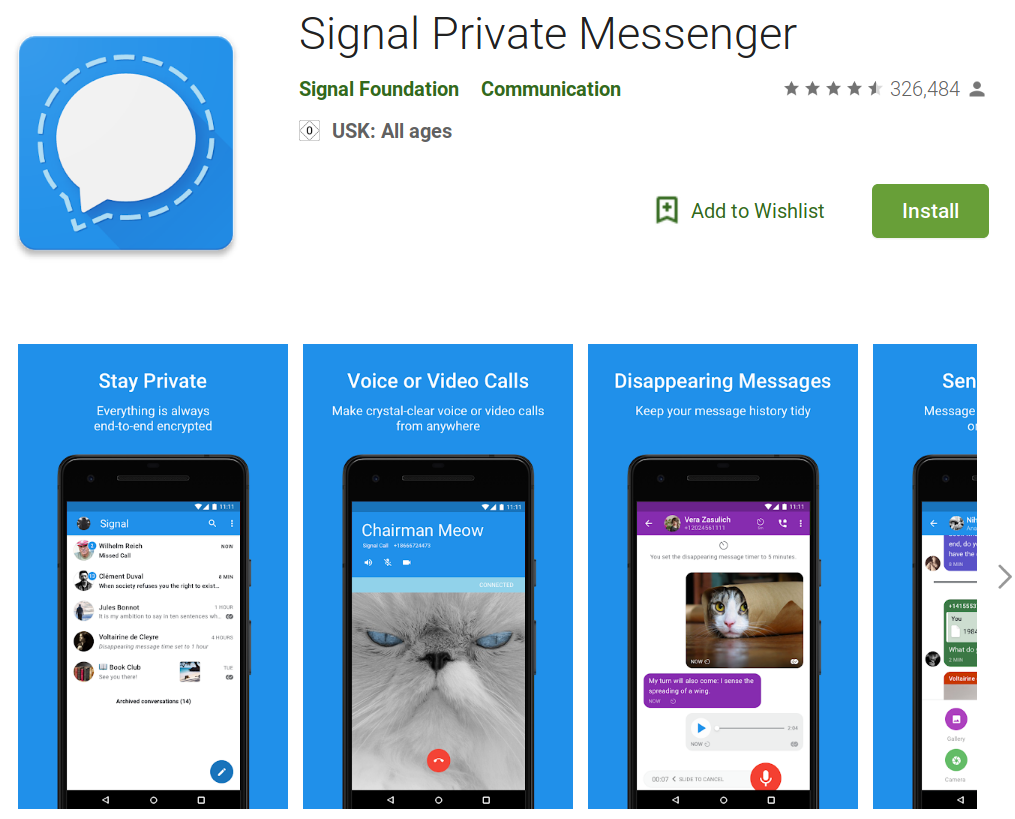 Signal Private Messenger
Signal Foundation Communication
326,484
0 USK: All ages
Add to Wishlist
Install
Stay Private
Everything is always
end-to-end encrypted
11:11
Signal
Wilhelm Reich
NOW
Missed Call
Clément Duval
8 MIN
When society refuses you the right to exist...
Jules Bonnot
1 HOUR
It is my ambition to say in ten sentences wh...
Voltairine de Cleyre
4 HOURS
Disappearing message time set to 1 hour
Book Club
TUE
See you there!
Archived conversations (14)
Voice or Video Calls
Make crystal-clear voice or video calls
from anywhere
11:11
Chairman Meow
Signal Call +18666724473
CONNECTED
Disappearing Messages
Keep your message history tidy
11:11
Vera Zasulich
+12024561111
You set the disappearing message timer to 5 minutes.
NOW
My turn will also come: I sense the
spreading of a wing.
NOW
2:04
NOW
00:07 SLIDE TO CANCEL
Sen
Message
Nih
end, do yo
have the
8 MIN
+1415553
You
1984
What do y
2 MIN
Voltairine
Gallery
Camera